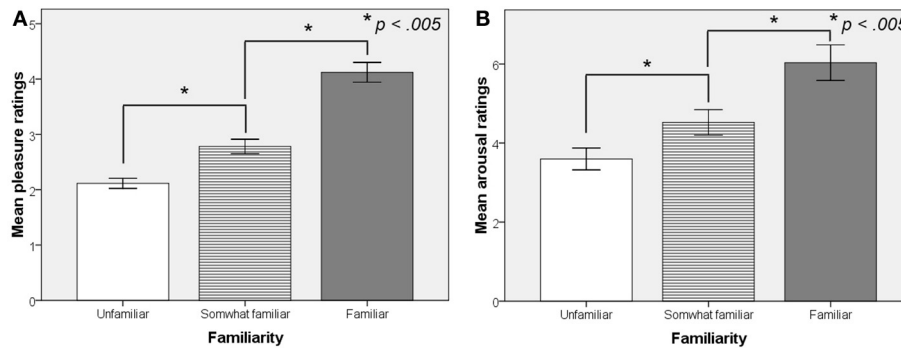 A
* p < .005
*
*
Mean pleasure ratings
5
4
3
2
1
0
Unfamiliar
Somwhat familiar
Familiar
Familiarity
B
* p < .005
*
*
Mean arousal ratings
6
4
2
0
Unfamiliar
Somwhat familiar
Familiar
Familiarity